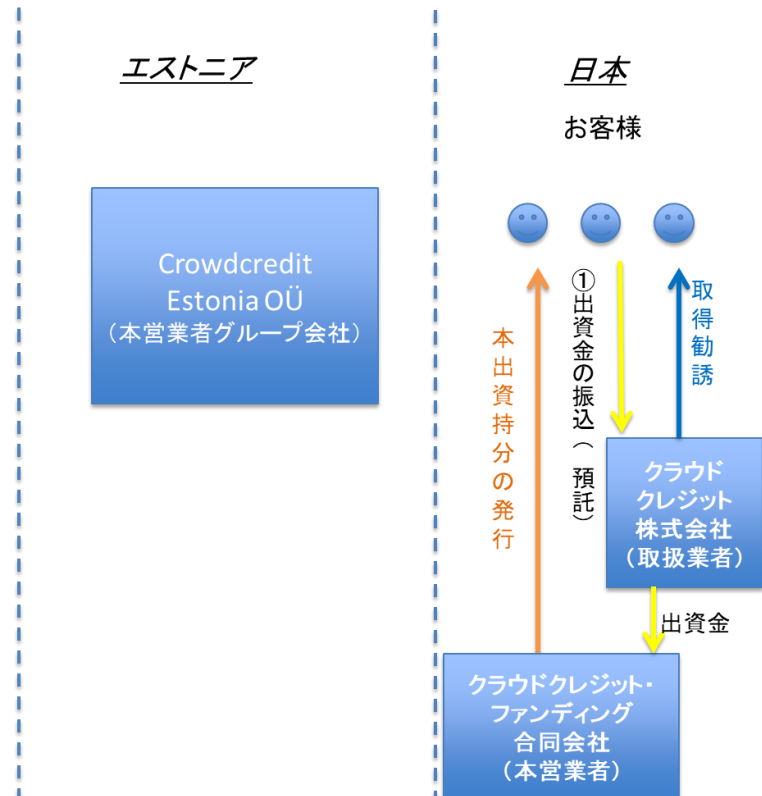 エストニア
日本
お客様
Crowdcredit
Estonia OÜ
（本営業者グループ会社）
本出資持分の発行
①出資金の振込（預託）
取得勧誘
クラウド
クレジット
株式会社
（取扱業者）
出資金
クラウドクレジット・
ファンディング
合同会社
（本営業者）